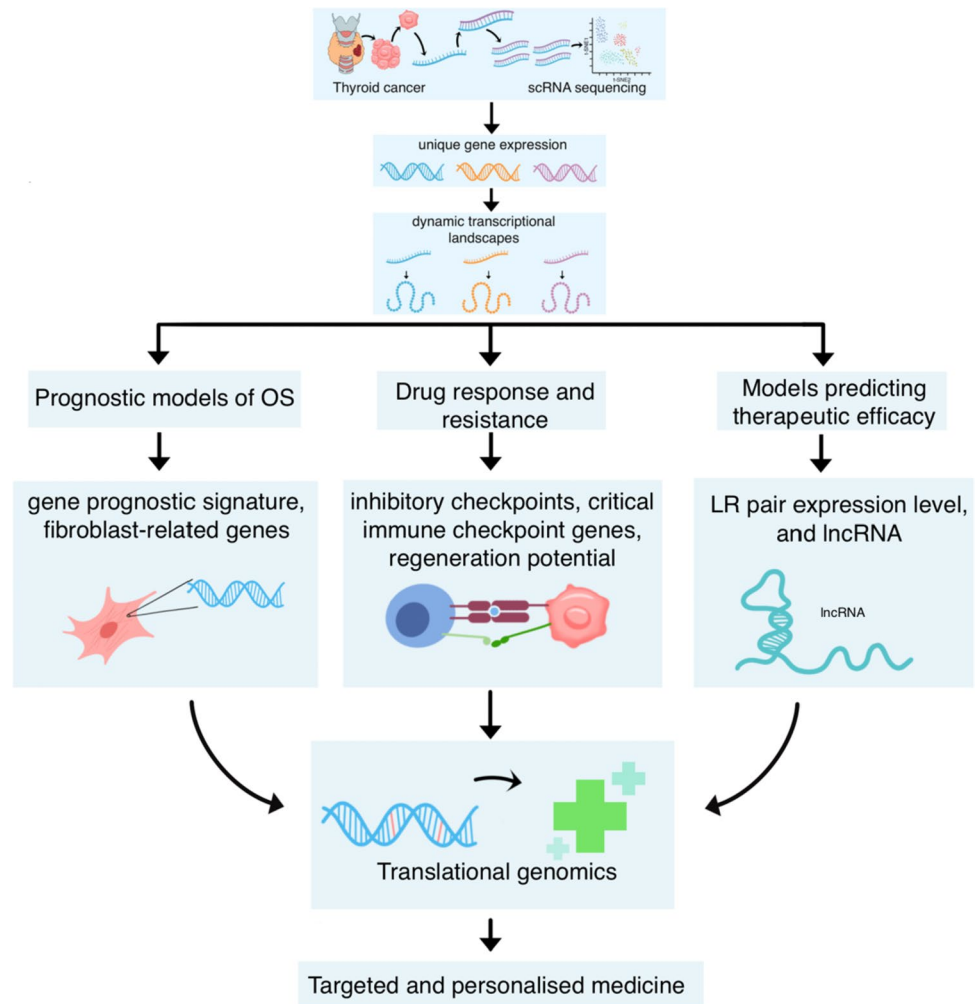 Thyroid cancer
scRNA sequencing
t-SNE1
t-SNE2
unique gene expression
dynamic transcriptional
landscapes
Prognostic models of OS
Drug response and
resistance
Models predicting
therapeutic efficacy
gene prognostic signature,
fibroblast-related genes
inhibitory checkpoints, critical
immune checkpoint genes,
regeneration potential
LR pair expression level,
and lncRNA
lncRNA
Translational genomics
Targeted and personalised medicine